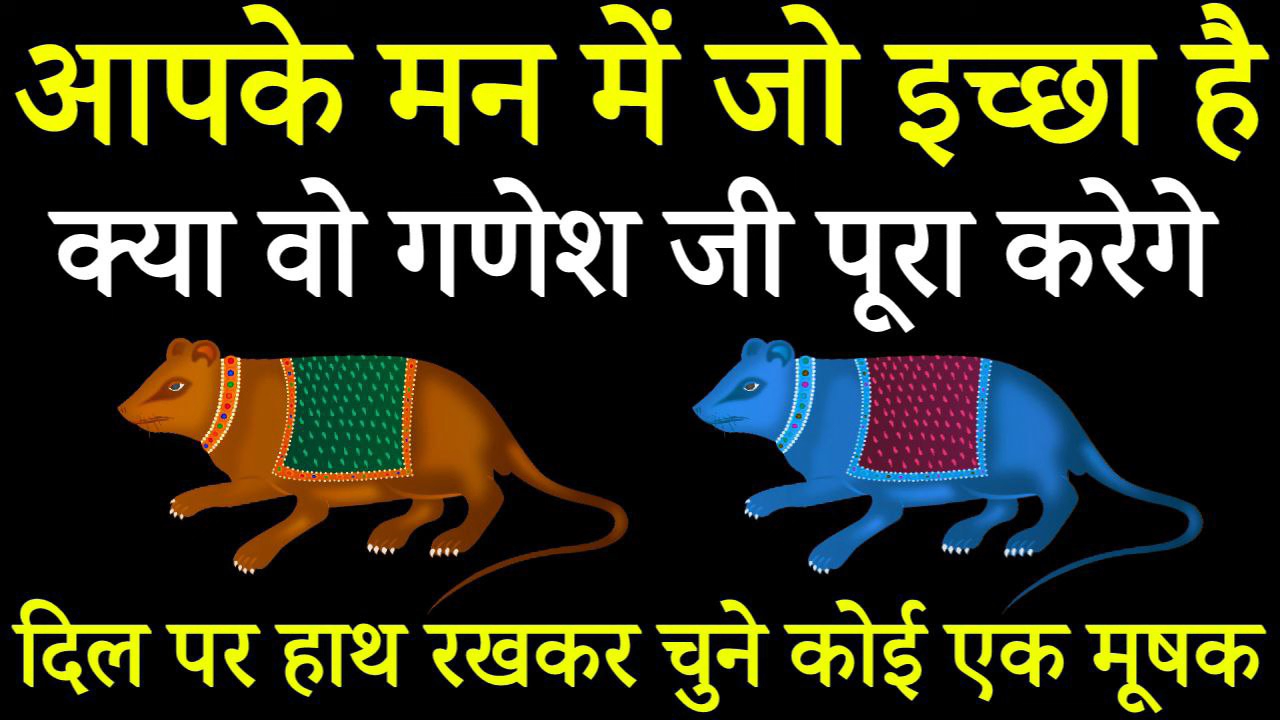 आपके मन में जो इच्छा है
क्या वो गणेश जी पूरा करेगे
दिल पर हाथ रखकर चुने कोई एक मूषक